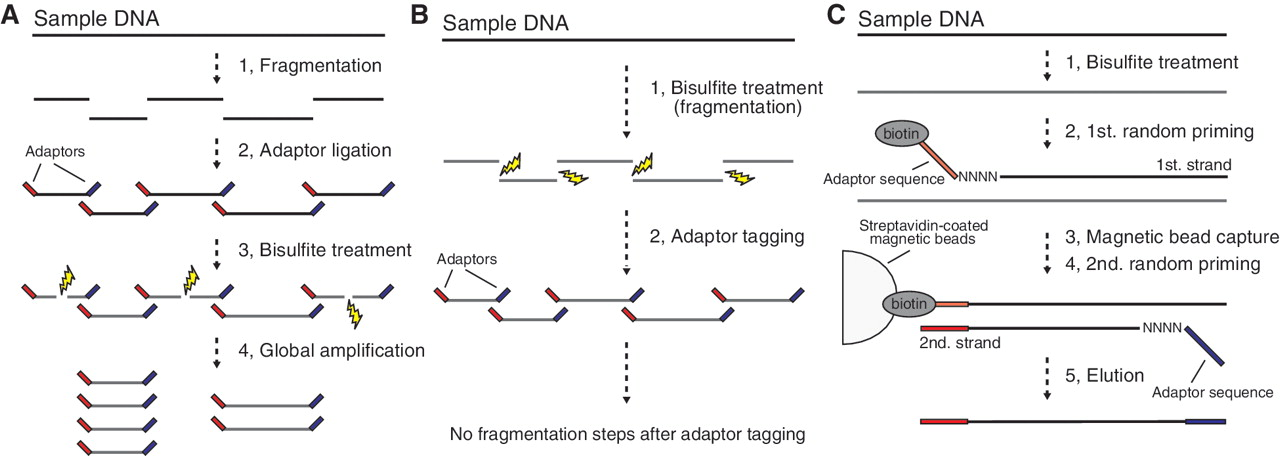 A
Sample DNA
1, Fragmentation
2, Adaptor ligation
Adaptors
3, Bisulfite treatment
4, Global amplification
B
Sample DNA
1, Bisulfite treatment
(fragmentation)
2, Adaptor tagging
Adaptors
No fragmentation steps after adaptor tagging
C
Sample DNA
1, Bisulfite treatment
2, 1st. random priming
biotin
1st. strand
Adaptor sequence
NNNN
Streptavidin-coated
magnetic beads
3, Magnetic bead capture
4, 2nd. random priming
biotin
NNNN
2nd. strand
5, Elution
Adaptor sequence